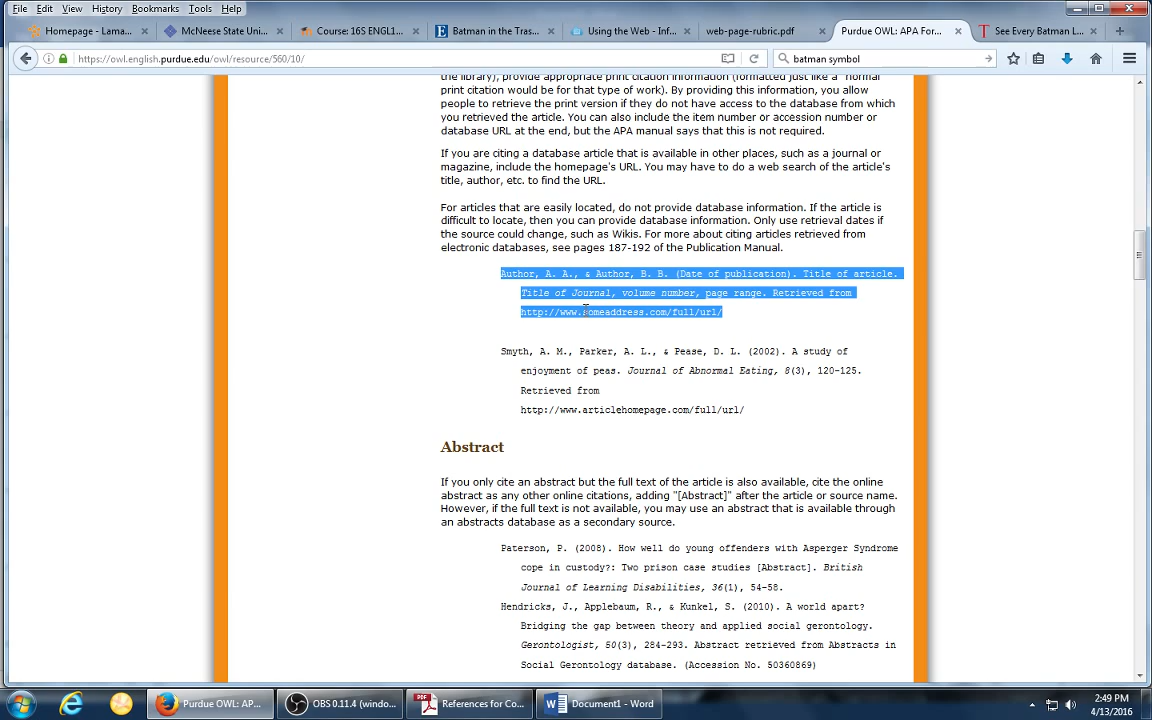 File Edit View History Bookmarks Tools Help
Homepage - Lama...
McNeese State Uni...
Course: 16S ENGL1...
Batman in the Tras...
Using the Web - Inf...
web-page-rubric.pdf
Purdue OWL: APA For...
See Every Batman L...
https://owl.english.purdue.edu/owl/resource/560/10/
batman symbol
the library), provide appropriate print citation information (formatted just like a "normal"
print citation would be for that type of work). By providing this information, you allow
people to retrieve the print version if they do not have access to the database from which
you retrieved the article. You can also include the item number or accession number or
database URL at the end, but the APA manual says that this is not required.
If you are citing a database article that is available in other places, such as a journal or
magazine, include the homepage's URL. You may have to do a web search of the article's
title, author, etc. to find the URL.
For articles that are easily located, do not provide database information. If the article is
difficult to locate, then you can provide database information. Only use retrieval dates if
the source could change, such as Wikis. For more about citing articles retrieved from
electronic databases, see pages 187-192 of the Publication Manual.
Author, A. A., & Author, B. B. (Date of publication). Title of article.
Title of Journal, volume number, page range. Retrieved from
http://www.someaddress.com/full/url/
Smyth, A. M., Parker, A. L., & Pease, D. L. (2002). A study of
enjoyment of peas. Journal of Abnormal Eating, 8(3), 120-125.
Retrieved from
http://www.articlehomepage.com/full/url/
Abstract
If you only cite an abstract but the full text of the article is also available, cite the online
abstract as any other online citations, adding "[Abstract]" after the article or source name.
However, if the full text is not available, you may use an abstract that is available through
an abstracts database as a secondary source.
Paterson, P. (2008). How well do young offenders with Asperger Syndrome
cope in custody?: Two prison case studies [Abstract]. British
Journal of Learning Disabilities, 36(1), 54-58.
Hendricks, J., Applebaum, R., & Kunkel, S. (2010). A world apart?
Bridging the gap between theory and applied social gerontology.
Gerontologist, 50(3), 284-293. Abstract retrieved from Abstracts in
Social Gerontology database. (Accession No. 50360869)
Purdue OWL: AP...
OBS 0.11.4 (windo...
References for Co...
Document1 - Word
2:49 PM
4/13/2016